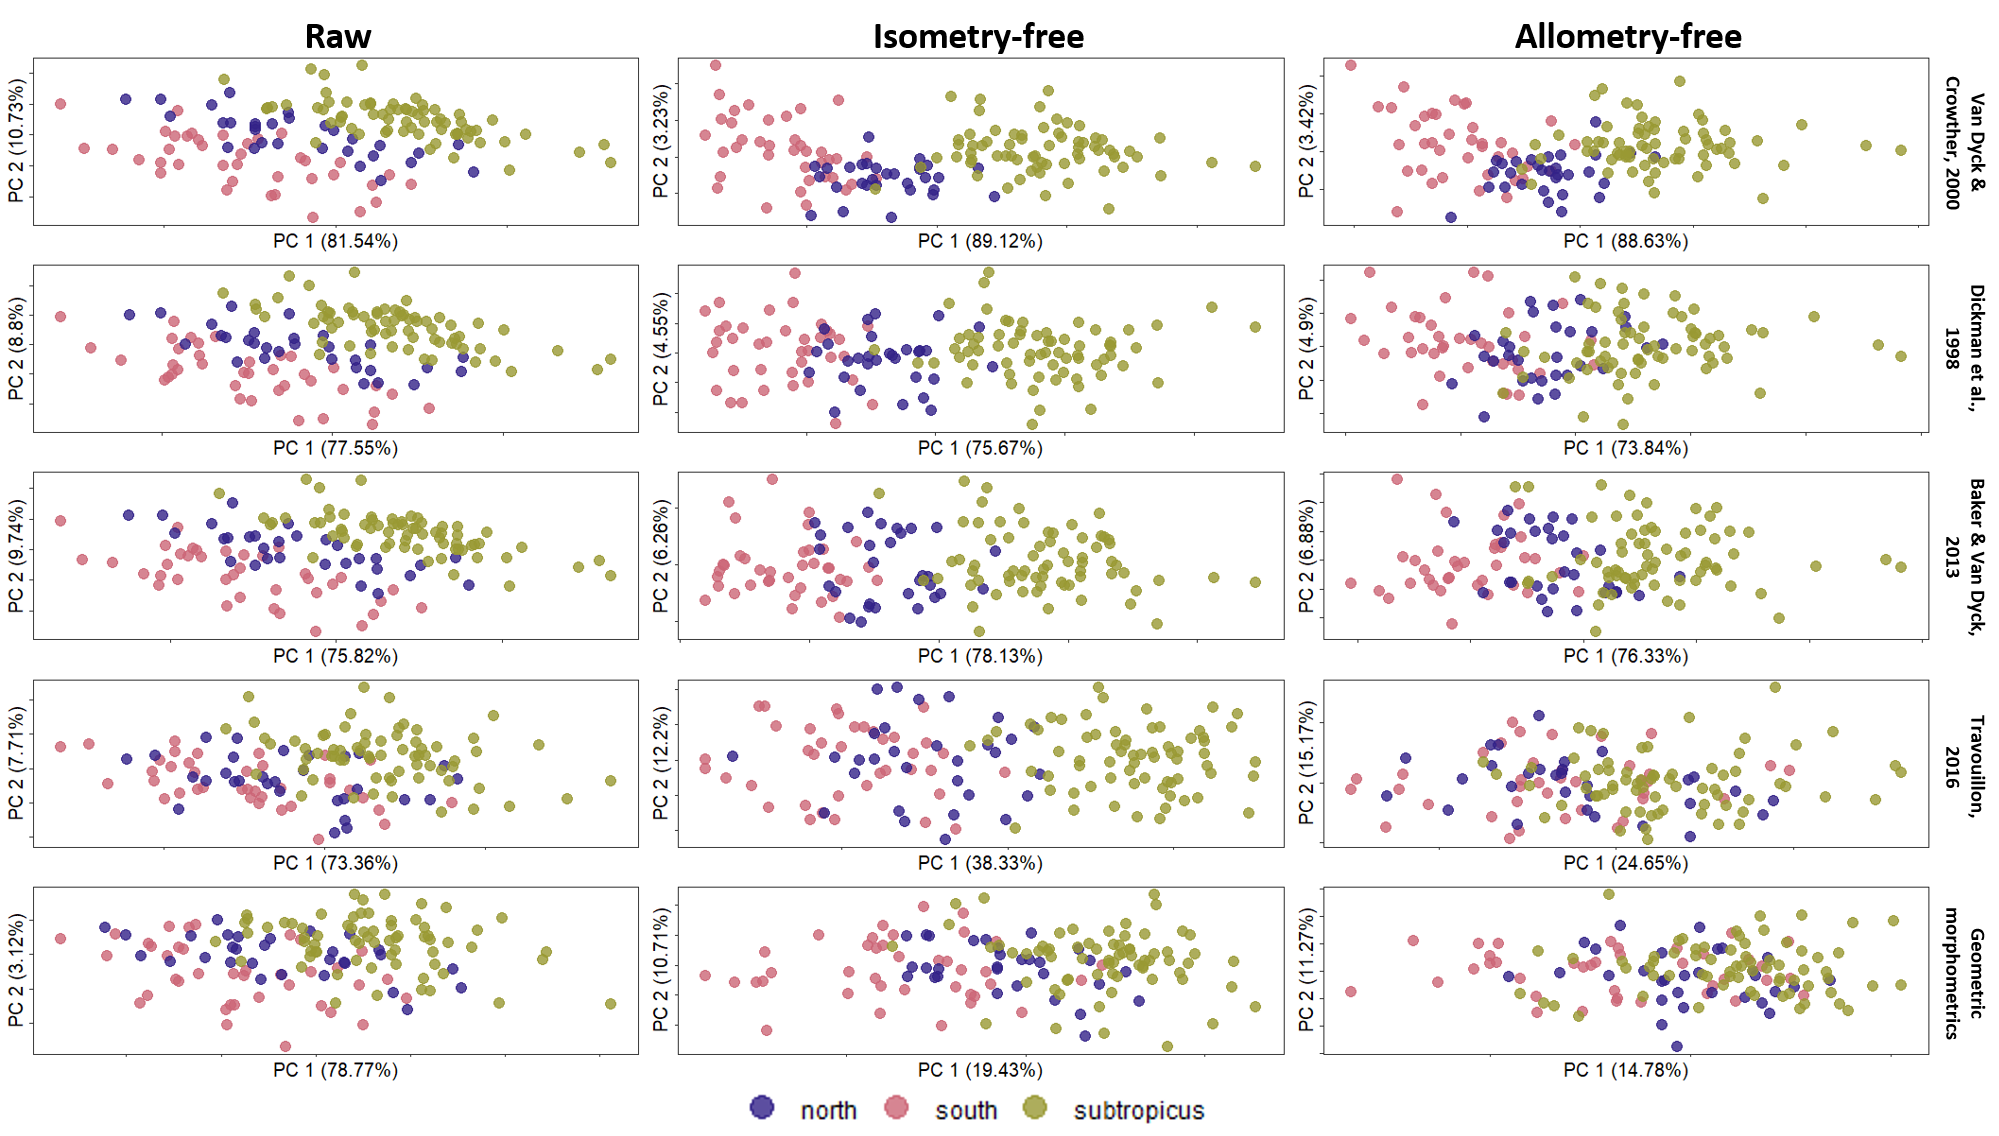 Raw
Isometry-free
Allometry-free
PC 2 (10.73%)
PC 1 (81.54%)
PC 2 (3.23%)
PC 1 (89.12%)
PC 2 (3.42%)
PC 1 (88.63%)
Van Dyck &
Crowther, 2000
PC 2 (8.8%)
PC 1 (77.55%)
PC 2 (4.55%)
PC 1 (75.67%)
PC 2 (4.9%)
PC 1 (73.84%)
Dickman et al.,
1998
PC 2 (9.74%)
PC 1 (75.82%)
PC 2 (6.26%)
PC 1 (78.13%)
PC 2 (6.88%)
PC 1 (76.33%)
Baker & Van Dyck,
2013
PC 2 (7.71%)
PC 1 (73.36%)
PC 2 (12.2%)
PC 1 (38.33%)
PC 2 (15.17%)
PC 1 (24.65%)
Travouillon,
2016
PC 2 (3.112%)
PC 1 (78.77%)
PC 2 (10.71%)
PC 1 (19.43%)
PC 2 (11.27%)
PC 1 (14.78%)
Geometric
morphometrics
north south subtropicus